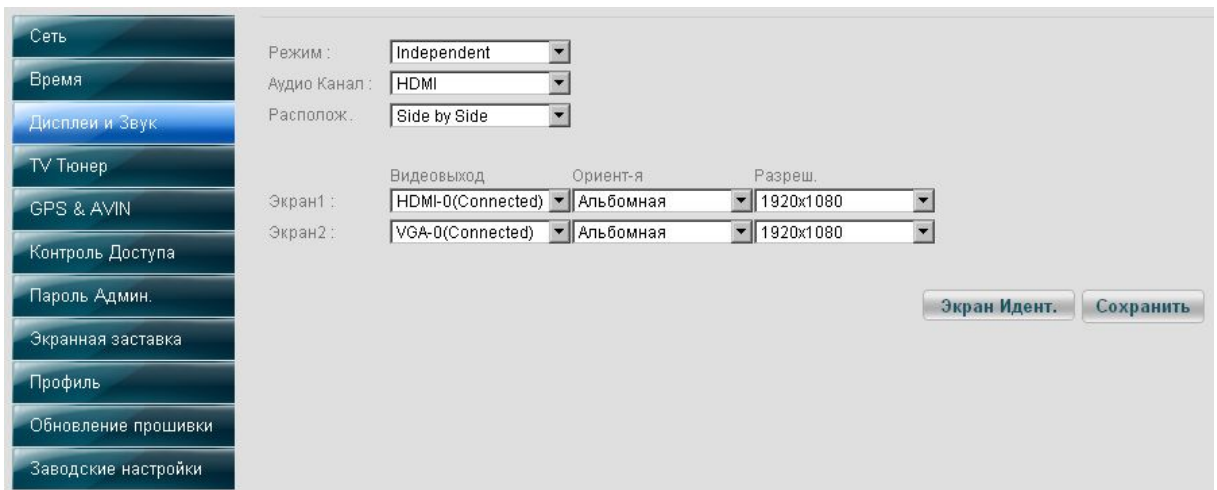 Сеть
Время
Дисплеи и Звук
TV Тюнер
GPS & AVIN
Контроль Доступа
Пароль Админ.
Экранная заставка
Профиль
Обновление прошивки
Заводские настройки
Режим : Independent
Аудио Канал : HDMI
Располож. Side by Side
Видеовыход Ориент-я Разреш.
Экран1 : HDMI-0(Connected) Альбомная 1920x1080
Экран2 : VGA-0(Connected) Альбомная 1920x1080
Экран Идент. Сохранить